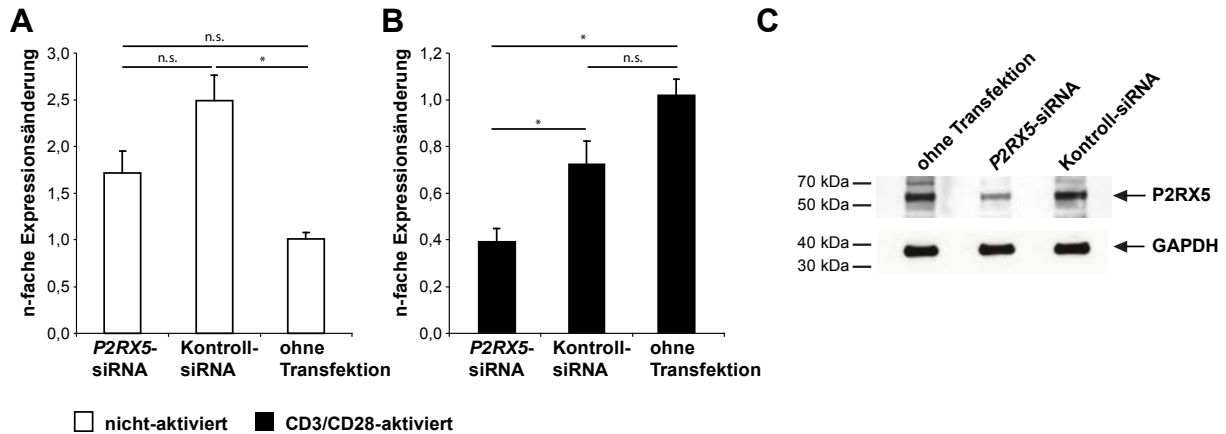 A
n-fache Expressionsänderung
3,0
2,5
2,0
1,5
1,0
0,5
0,0
n.s.
n.s.
*
P2RX5-
siRNA
Kontroll-
siRNA
ohne
Transfektion
B
n-fache Expressionsänderung
1,2
1,0
0,8
0,6
0,4
0,2
0,0
*
n.s.
*
P2RX5-
siRNA
Kontroll-
siRNA
ohne
Transfektion
nicht-aktiviert
CD3/CD28-aktiviert
C
ohne Transfektion
P2RX5-siRNA
Kontroll-siRNA
70 kDa
50 kDa
P2RX5
40 kDa
30 kDa
GAPDH